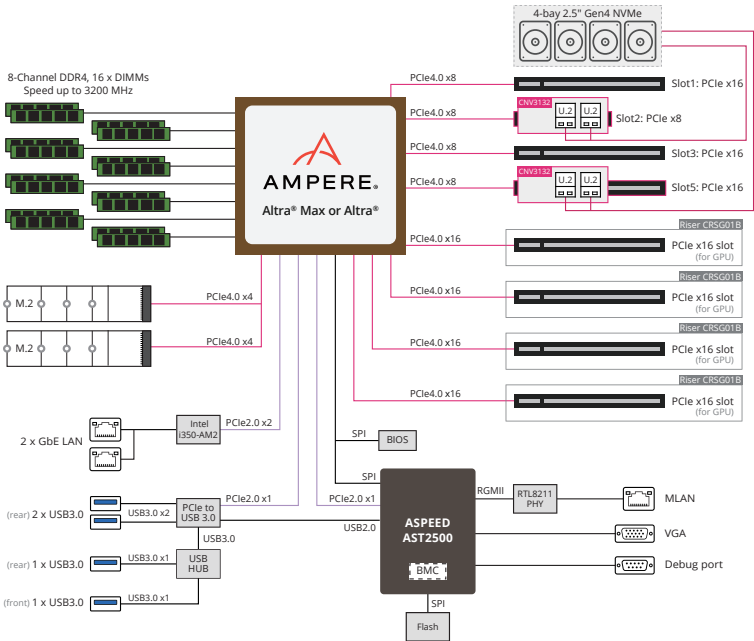 4-bay 2.5" Gen4 NVMe
8-Channel DDR4, 16 x DIMMs
Speed up to 3200 MHz
PCIe4.0 x8
Slot1: PCIe x16
CNV3132
U.2
U.2
PCIe4.0 x8
Slot2: PCIe x8
PCIe4.0 x8
Slot3: PCIe x16
CNV3132
U.2
U.2
PCIe4.0 x8
Slot5: PCIe x16
AMPERE®
Altra® Max or Altra®
Riser CRSG01B
PCIe4.0 x16
PCIe x16 slot
(for GPU)
Riser CRSG01B
PCIe4.0 x16
PCIe x16 slot
(for GPU)
Riser CRSG01B
PCIe4.0 x16
PCIe x16 slot
(for GPU)
Riser CRSG01B
PCIe4.0 x16
PCIe x16 slot
(for GPU)
M.2
PCIe4.0 x4
M.2
PCIe4.0 x4
2 x GbE LAN
Intel
i350-AM2
PCIe2.0 x2
SPI
BIOS
SPI
(rear) 2 x USB3.0
USB3.0 x2
PCIe to
USB 3.0
PCIe2.0 x1
PCIe2.0 x1
USB2.0
USB3.0
(rear) 1 x USB3.0
USB3.0 x1
USB
HUB
(front) 1 x USB3.0
USB3.0 x1
ASPEED
AST2500
BMC
SPI
Flash
RGMII
RTL8211
PHY
MLAN
VGA
Debug port